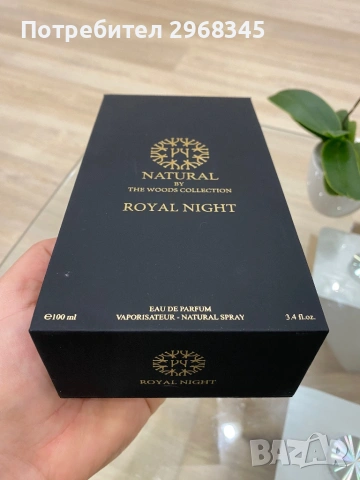 Потребител 2968345
NATURAL
BY
THE WOODS COLLECTION
ROYAL NIGHT
EAU DE PARFUM
℮100 ml VAPORISATEUR - NATURAL SPRAY 3.4 fl.oz.
ROYAL NIGHT
BAZAR